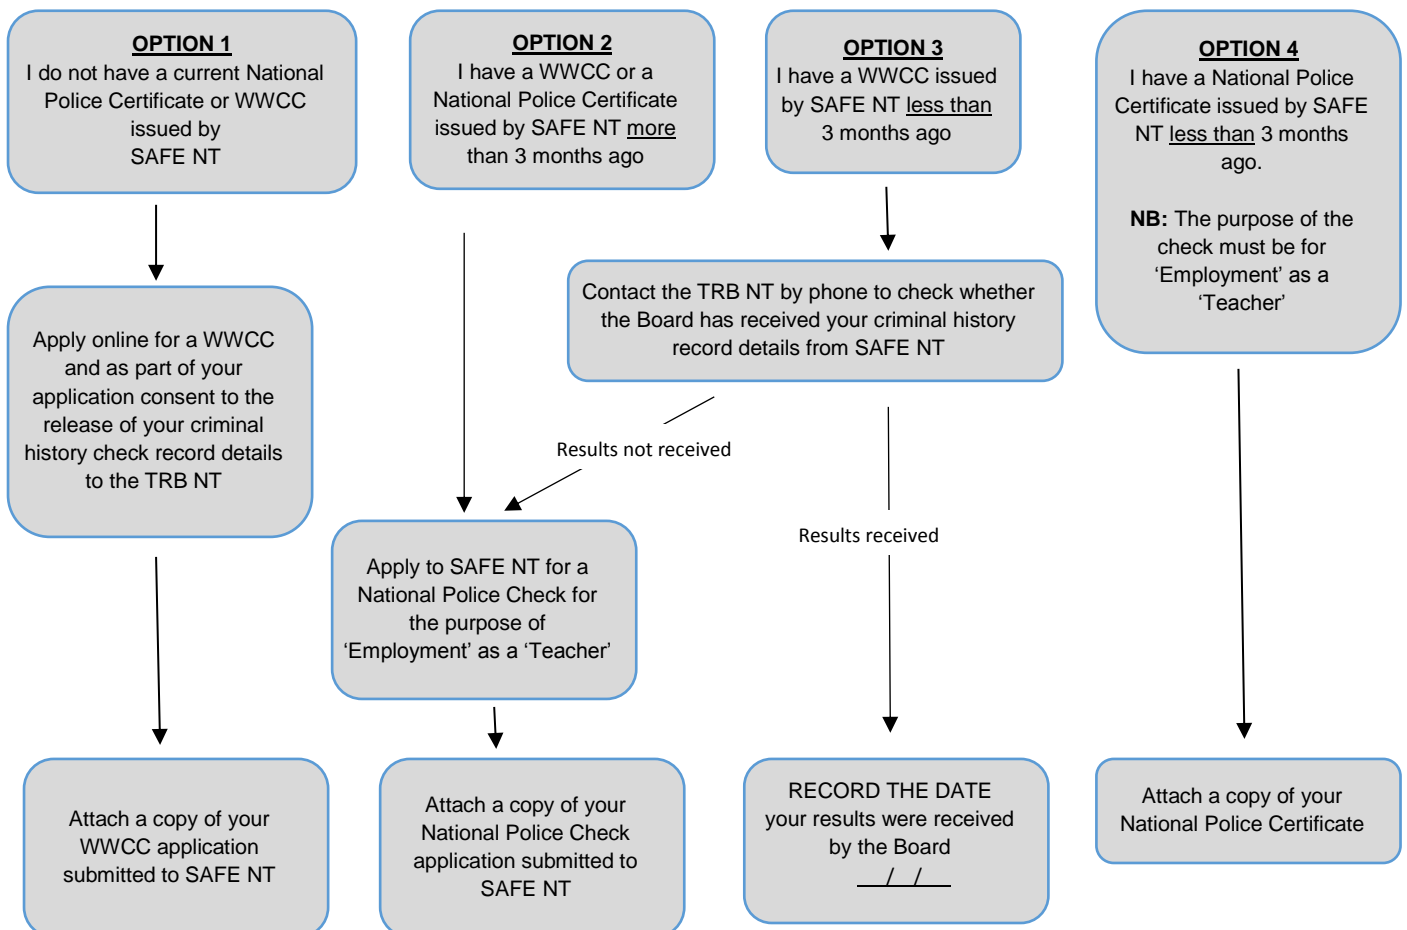 OPTION 1
I do not have a current National
Police Certificate or WWCC
issued by
SAFE NT
OPTION 2
I have a WWCC or a
National Police Certificate
issued by SAFE NT more
than 3 months ago
OPTION 3
I have a WWCC issued
by SAFE NT less than
3 months ago
OPTION 4
I have a National Police
Certificate issued by SAFE
NT less than 3 months
ago.
NB: The purpose of the
check must be for
‘Employment’ as a
‘Teacher’
Contact the TRB NT by phone to check whether
the Board has received your criminal history
record details from SAFE NT
Apply online for a WWCC
and as part of your
application consent to the
release of your criminal
history check record details
to the TRB NT
Results not received
Results received
Apply to SAFE NT for a
National Police Check for
the purpose of
‘Employment’ as a ‘Teacher’
Attach a copy of your
WWCC application
submitted to SAFE NT
Attach a copy of your
National Police Check
application submitted to
SAFE NT
RECORD THE DATE
your results were received
by the Board
___/__/___
Attach a copy of your
National Police Certificate